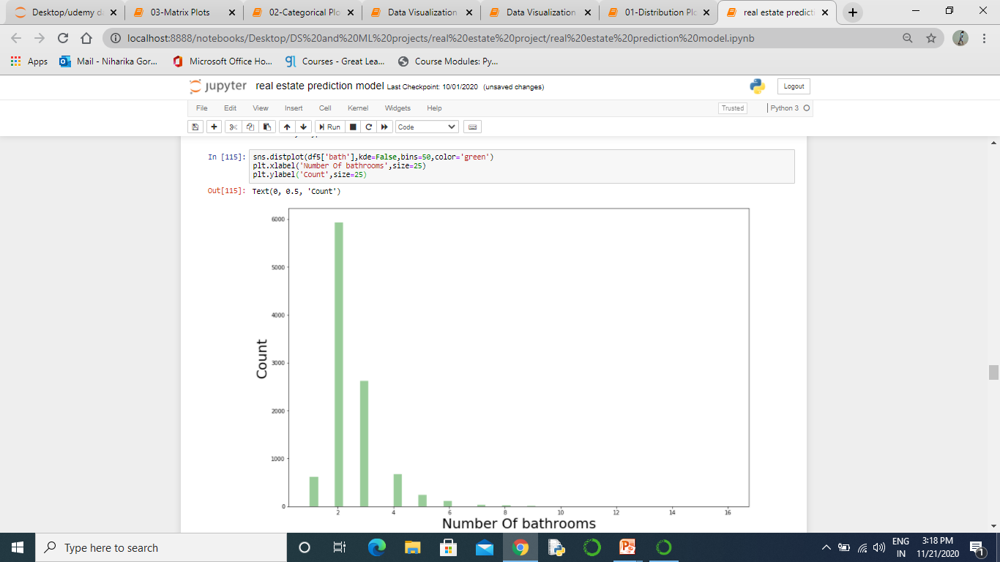 Desktop/udemy da
03-Matrix Plots
02-Categorical Plo
Data Visualization
Data Visualization
01-Distribution Plo
real estate predicti
localhost:8888/notebooks/Desktop/DS%20and%20ML%20projects/real%20estate%20project/real%20estate%20prediction%20model.ipynb
Apps
Mail - Niharika Gor...
Microsoft Office Ho...
Courses - Great Lea...
Course Modules: Py...
jupyter real estate prediction model Last Checkpoint: 10/01/2020 (unsaved changes)
Logout
File Edit View Insert Cell Kernel Widgets Help
Trusted
Python 3
Run
Code
In [115]: sns.distplot(df5['bath'],kde=False,bins=50,color='green')
plt.xlabel('Number Of bathrooms',size=25)
plt.ylabel('Count',size=25)
Out[115]: Text(0, 0.5, 'Count')
6000
5000
4000
3000
2000
1000
0
Count
2 4 6 8 10 12 14 16
Number Of bathrooms
Type here to search
ENG
IN
3:18 PM
11/21/2020
1